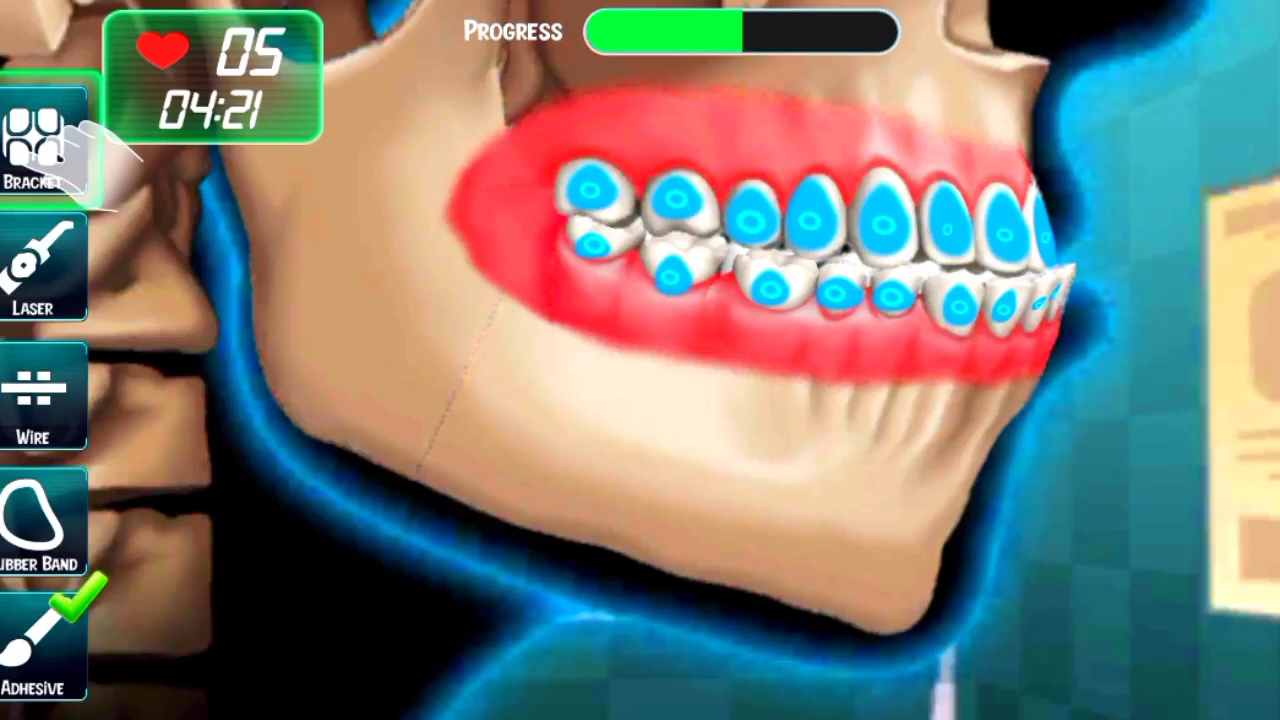 PROGRESS
05
04:21
BRACKET
LASER
WIRE
UBBER BAND
ADHESIVE